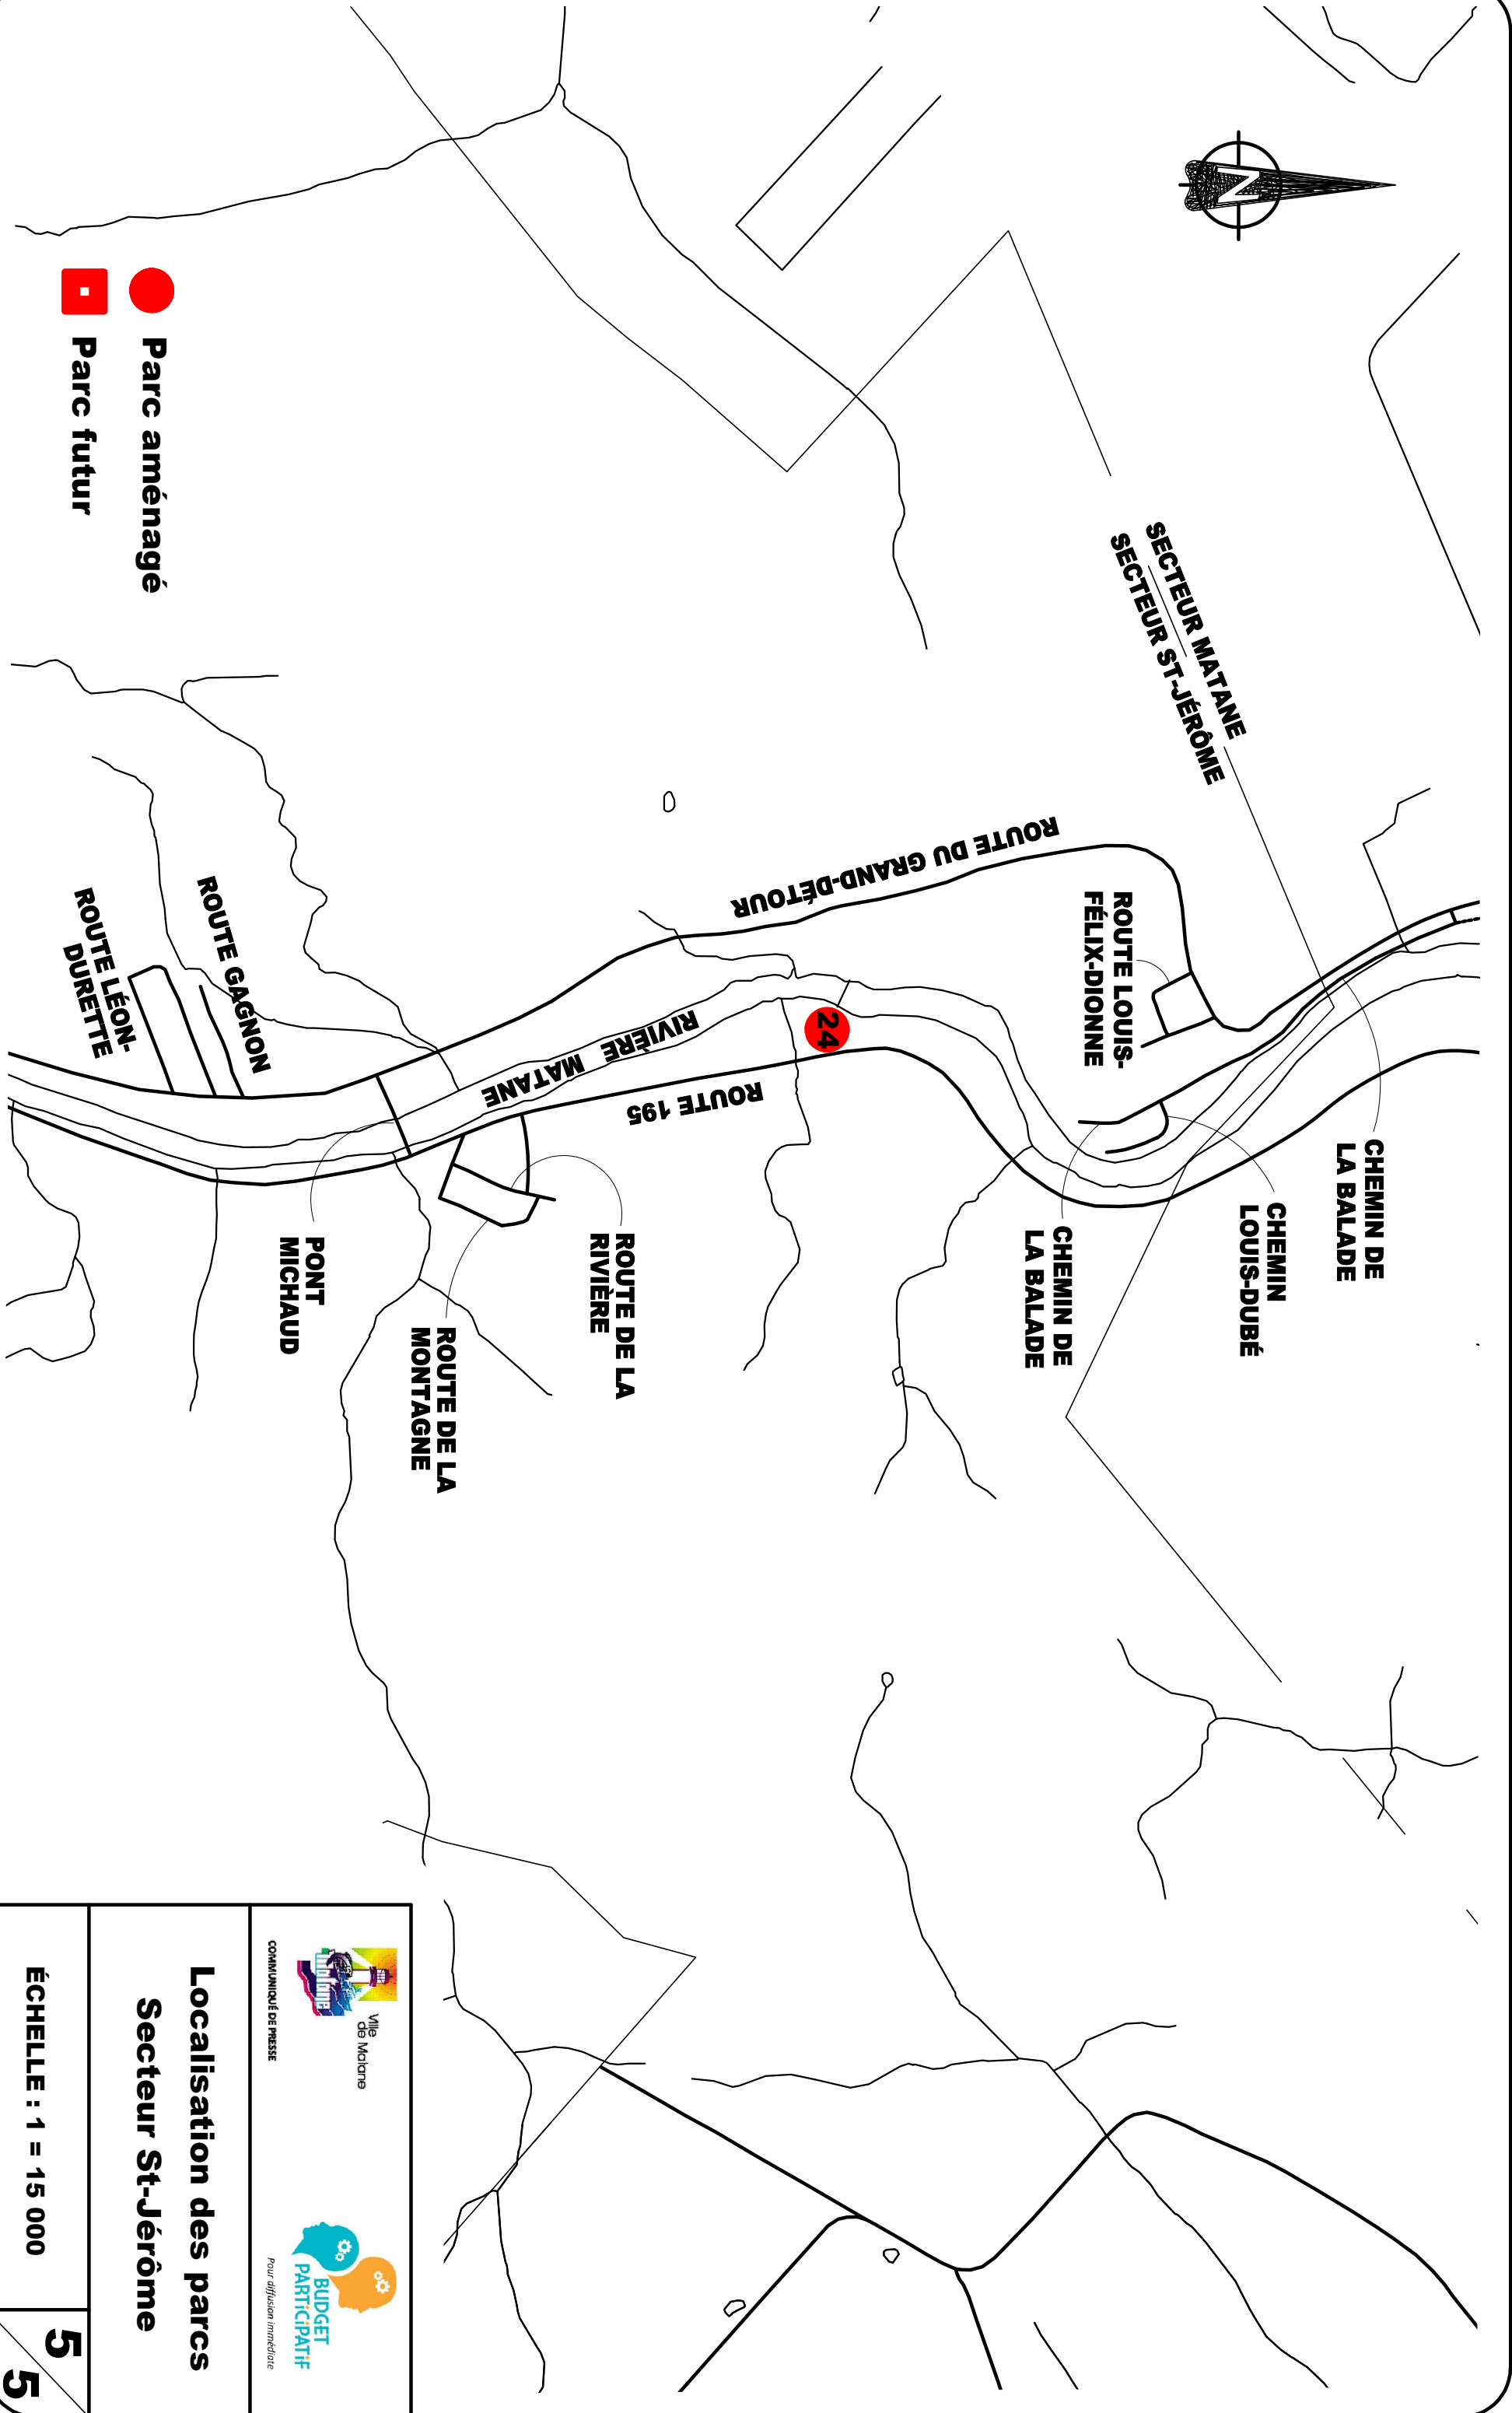 SECTEUR MATANE
SECTEUR ST-JÉRÔME
CHEMIN DE
LA BALADE
CHEMIN
LOUIS-DUBÉ
ROUTE LOUIS-
FÉLIX-DIONNE
CHEMIN DE
LA BALADE
ROUTE DU GRAND-DÉTOUR
24
ROUTE 195
RIVIÈRE MATANE
ROUTE DE LA
RIVIÈRE
ROUTE DE LA
MONTAGNE
PONT
MICHAUD
ROUTE GAGNON
ROUTE LÉON-
DURETTE
N
Parc aménagé
Parc futur
Ville
de Matane
COMMUNIQUÉ DE PRESSE
BUDGET
PARTiCiPATiF
Pour diffusion immédiate
Localisation des parcs
Secteur St-Jérôme
ÉCHELLE : 1 = 15 000
5
5